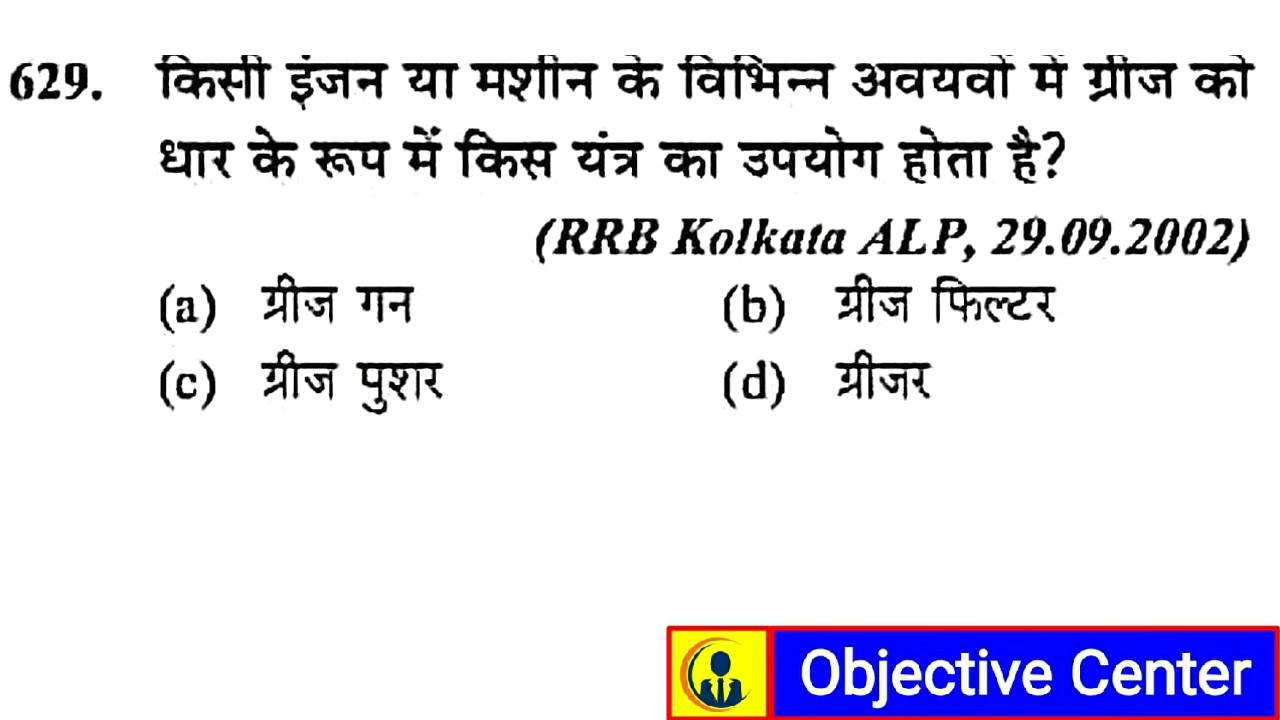 629. किसी इंजन या मशीन के विभिन्न अवयवों में ग्रीज को
धार के रूप में किस यंत्र का उपयोग होता है?
(RRB Kolkata ALP, 29.09.2002)
(a) ग्रीज गन (b) ग्रीज फिल्टर
(c) ग्रीज पुशर (d) ग्रीजर
Objective Center